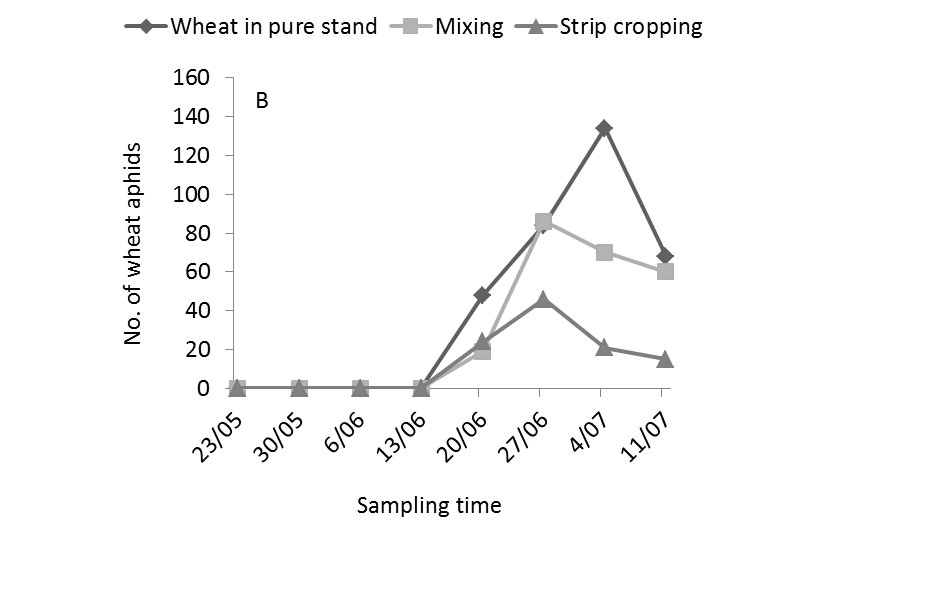 Wheat in pure stand Mixing Strip cropping
B
No. of wheat aphids
160
140
120
100
80
60
40
20
0
23/05 30/05 6/06 13/06 20/06 27/06 4/07 11/07
Sampling time